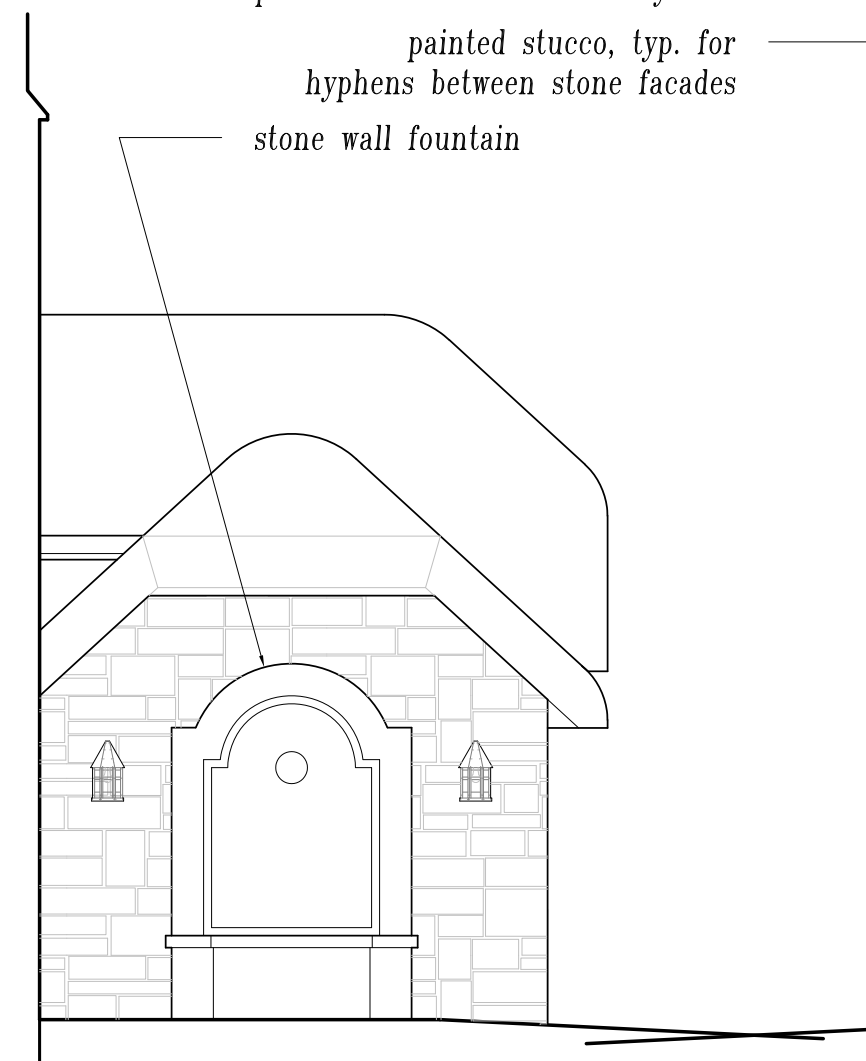 painted stucco, typ. for
hyphens between stone facades
stone wall fountain